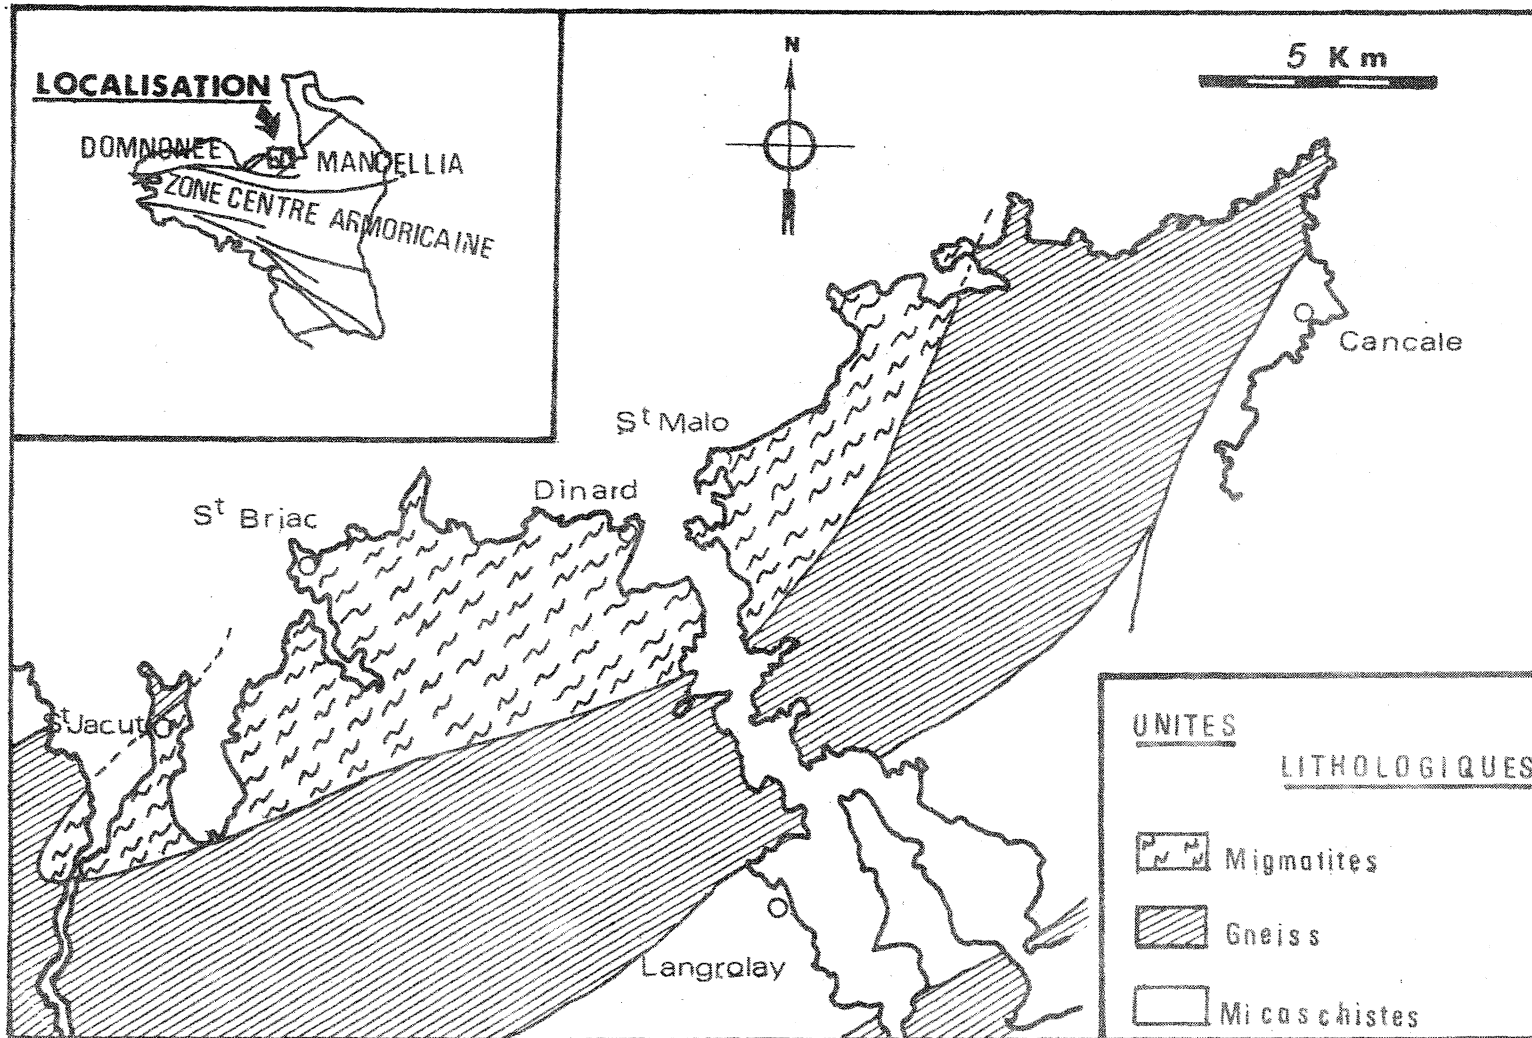 LOCALISATION
DOMNONEE
MANCELLIA
ZONE CENTRE ARMORICAINE
N
5 Km
Cancale
St Malo
Dinard
St Briac
St Jacut
Langrolay
UNITES
LITHOLOGIQUES
Migmatites
Gneiss
Micaschistes